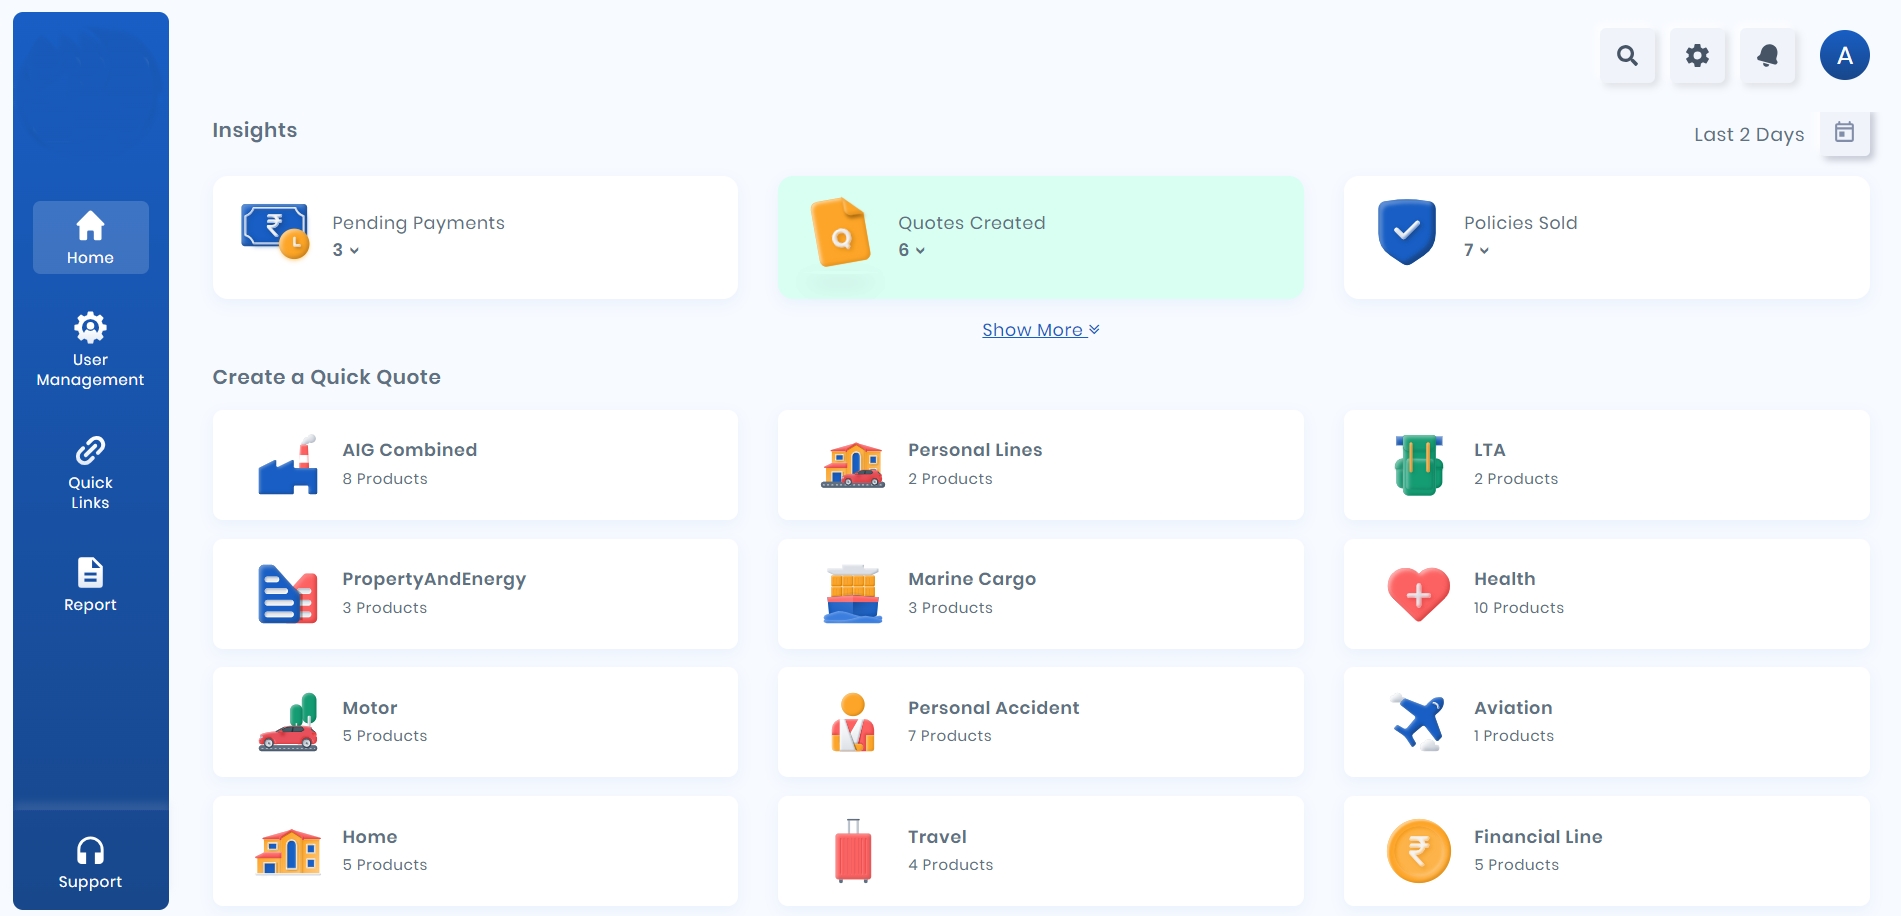 A
Home
User
Management
Quick
Links
Report
Support
Insights
Last 2 Days
₹
Pending Payments
3
Q
Quotes Created
6
Policies Sold
7
Show More
Create a Quick Quote
AIG Combined
8 Products
Personal Lines
2 Products
LTA
2 Products
PropertyAndEnergy
3 Products
Marine Cargo
3 Products
Health
10 Products
Motor
5 Products
Personal Accident
7 Products
Aviation
1 Products
Home
5 Products
Travel
4 Products
₹
Financial Line
5 Products